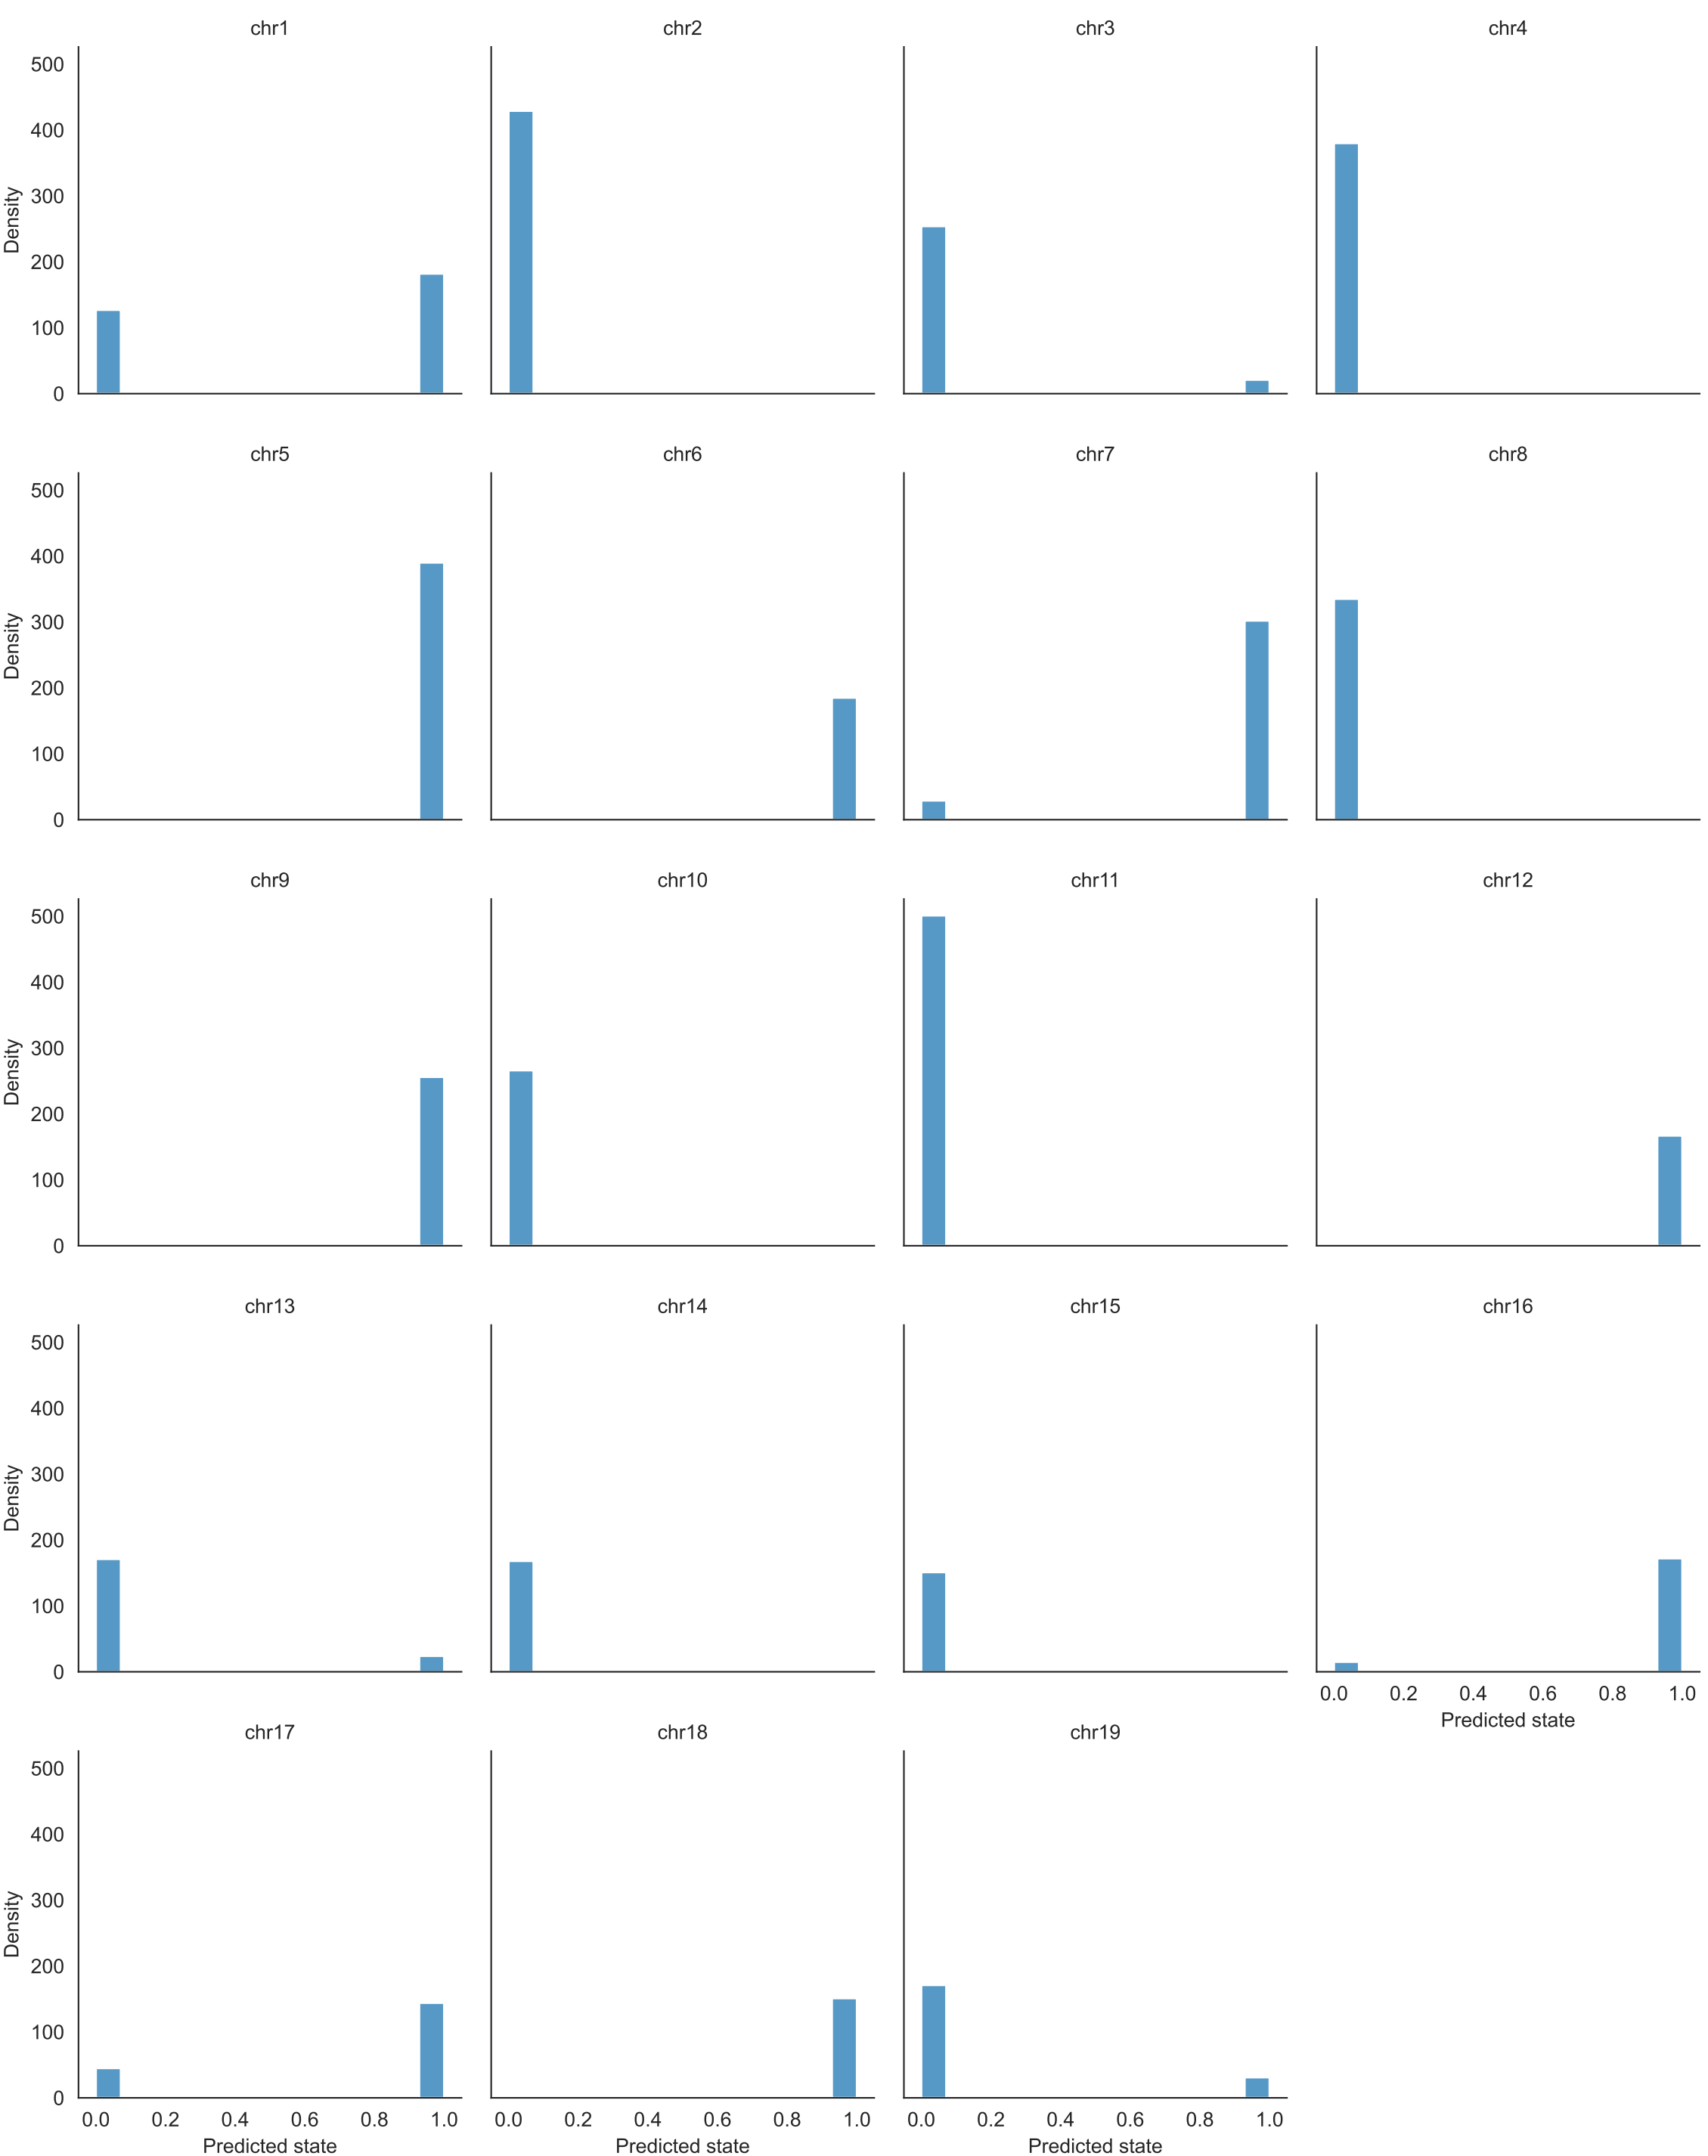 chr1 chr2 chr3 chr4
500
400
300
200
100
0
Density
chr5 chr6 chr7 chr8
500
400
300
200
100
0
Density
chr9 chr10 chr11 chr12
500
400
300
200
100
0
Density
chr13 chr14 chr15 chr16
500
400
300
200
100
0
Density
0.0 0.2 0.4 0.6 0.8 1.0
Predicted state
chr17 chr18 chr19
500
400
300
200
100
0
Density
0.0 0.2 0.4 0.6 0.8 1.0 0.0 0.2 0.4 0.6 0.8 1.0 0.0 0.2 0.4 0.6 0.8 1.0
Predicted state Predicted state Predicted state